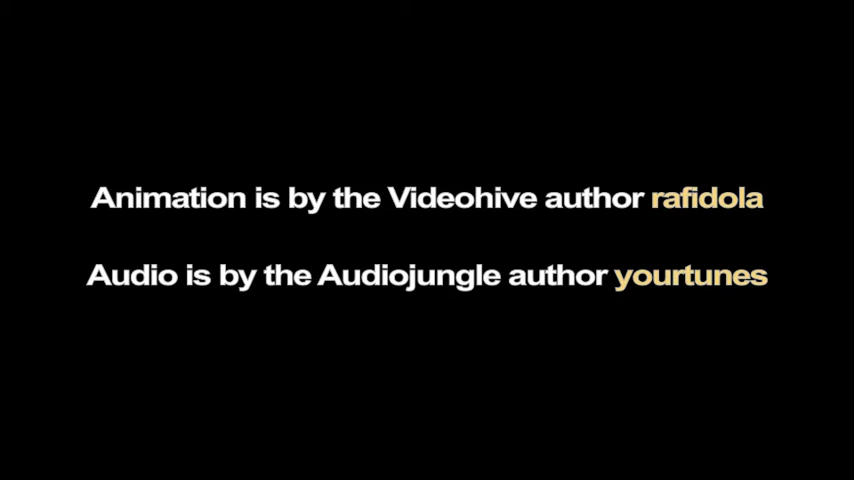 Animation is by the Videohive author rafidola
Audio is by the Audiojungle author yourtunes